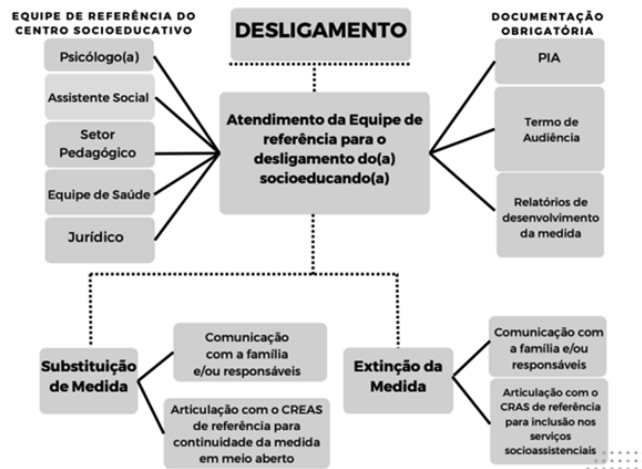 EQUIPE DE REFERÊNCIA DO
CENTRO SOCIOEDUCATIVO
Psicólogo(a)
Assistente Social
Setor
Pedagógico
Equipe de Saúde
Jurídico
DESLIGAMENTO
Atendimento da Equipe de
referência para o
desligamento do(a)
socioeducando(a)
DOCUMENTAÇÃO
OBRIGATÓRIA
PIA
Termo de
Audiência
Relatórios de
desenvolvimento
da medida
Substituição
de Medida
Comunicação
com a família
e/ou responsáveis
Articulação com o CREAS
de referência para
continuidade da medida
em meio aberto
Extinção da
Medida
Comunicação com
a família e/ou
responsáveis
Articulação com o
CRAS de referência
para inclusão nos
serviços
socioassistenciais